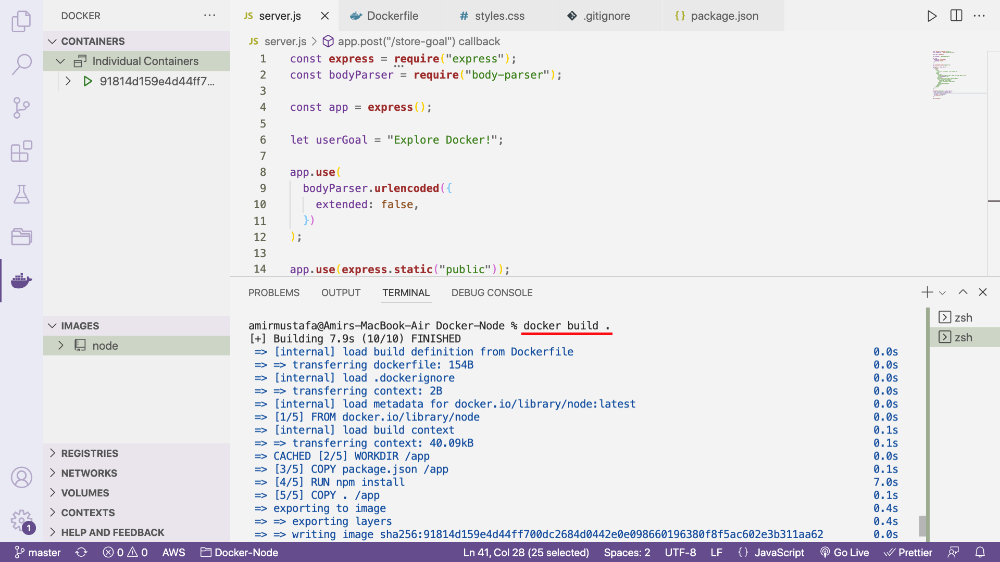 DOCKER
CONTAINERS
Individual Containers
91814d159e4d44ff7...
IMAGES
node
REGISTRIES
NETWORKS
VOLUMES
CONTEXTS
HELP AND FEEDBACK
1
JS server.js
Dockerfile
# styles.css
.gitignore
{} package.json
JS server.js > app.post("/store-goal") callback
1 const express = require("express");
2 const bodyParser = require("body-parser");
3
4 const app = express();
5
6 let userGoal = "Explore Docker!";
7
8 app.use(
9 bodyParser.urlencoded({
10 extended: false,
11 })
12 );
13
14 app.use(express.static("public"));
PROBLEMS OUTPUT TERMINAL DEBUG CONSOLE
zsh
zsh
amirmustafa@Amirs-MacBook-Air Docker-Node % docker build .
[+] Building 7.9s (10/10) FINISHED
=> [internal] load build definition from Dockerfile 0.0s
=> => transferring dockerfile: 154B 0.0s
=> [internal] load .dockerignore 0.0s
=> => transferring context: 2B 0.0s
=> [internal] load metadata for docker.io/library/node:latest 0.0s
=> [1/5] FROM docker.io/library/node 0.0s
=> [internal] load build context 0.1s
=> => transferring context: 40.09kB 0.1s
=> CACHED [2/5] WORKDIR /app 0.0s
=> [3/5] COPY package.json /app 0.1s
=> [4/5] RUN npm install 7.0s
=> [5/5] COPY . /app 0.1s
=> exporting to image 0.4s
=> => exporting layers 0.4s
=> => writing image sha256:91814d159e4d44ff700dc2684d0442e0e098660196380f8f5ac602e3b311aa62 0.0s
master 0 0 AWS Docker-Node Ln 41, Col 28 (25 selected) Spaces: 2 UTF-8 LF {} JavaScript Go Live Prettier